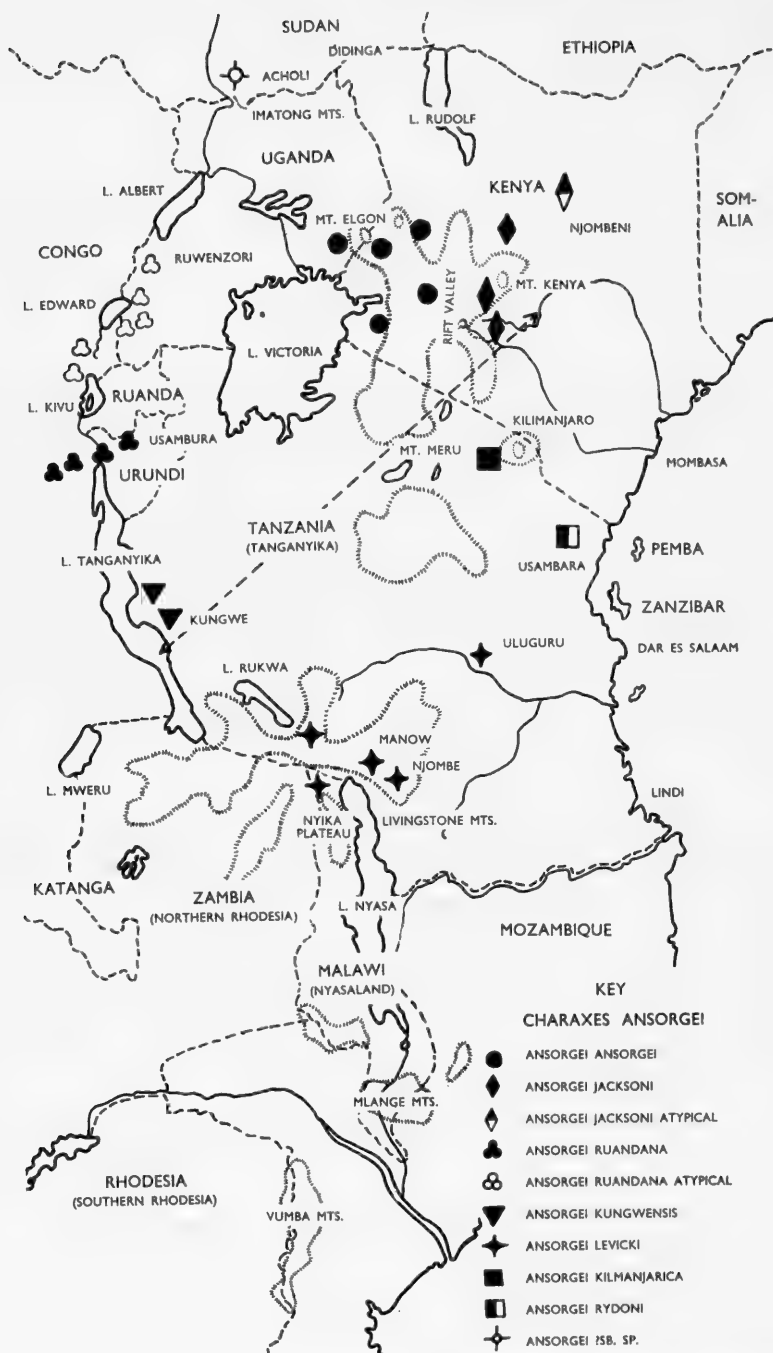 SUDAN
DIDINGA
ETHIOPIA
ACHOLI
IMATONG MTS.
L. RUDOLF
UGANDA
L. ALBERT
KENYA
SOM-
ALIA
MT. ELGON
NJOMBENI
CONGO
RUWENZORI
RIFT VALLEY
MT. KENYA
L. EDWARD
L. VICTORIA
RUANDA
L. KIVU
KILIMANJARO
USAMBURA
MT. MERU
MOMBASA
URUNDI
TANZANIA
(TANGANYIKA)
L. TANGANYIKA
USAMBARA
PEMBA
ZANZIBAR
KUNGWE
ULUGURU
DAR ES SALAAM
L. RUKWA
MANOW
NJOMBE
L. MWERU
LINDI
NYIKA
PLATEAU
LIVINGSTONE MTS.
KATANGA
ZAMBIA
(NORTHERN RHODESIA)
L. NYASA
MOZAMBIQUE
MALAWI
(NYASALAND)
MLANGE MTS.
RHODESIA
(SOUTHERN RHODESIA)
VUMBA MTS.
KEY
CHARAXES ANSORGEI
ANSORGEI ANSORGEI
ANSORGEI JACKSONI
ANSORGEI JACKSONI ATYPICAL
ANSORGEI RUANDANA
ANSORGEI RUANDANA ATYPICAL
ANSORGEI KUNGWENSIS
ANSORGEI LEVICKI
ANSORGEI KILMANJARICA
ANSORGEI RYDONI
ANSORGEI ?SB. SP.